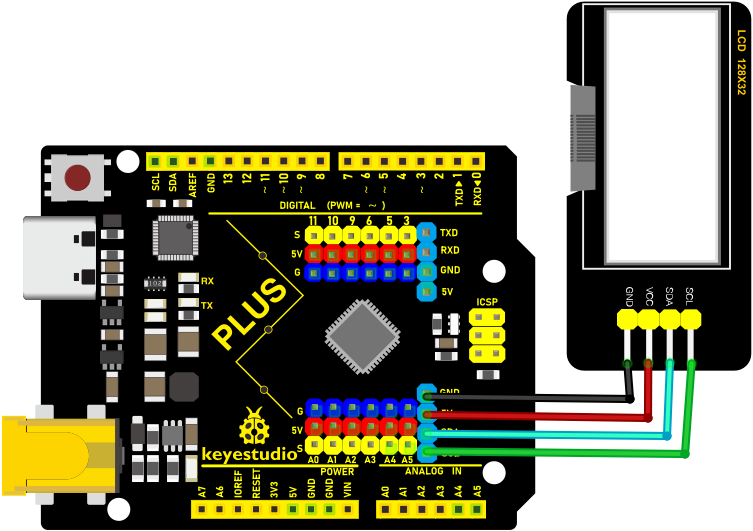 LCD 128X32
SCL
SDA
AREF
GND
13
12
~ 11
~ 10
~ 9
8
7
~ 6
~ 5
4
~ 3
2
TXD▶1
RXD◀0
DIGITAL (PWM = ~ )
11 10 9 6 5 3
S
5V
G
TXD
RXD
GND
5V
RX
TX
PLUS
ICSP
GND
VCC
SDA
SCL
GND
G
5V
S
A0 A1 A2 A3 A4 A5
keyestudio
POWER
ANALOG IN
A7
A6
IOREF
RESET
3V3
5V
GND
GND
VIN
A0
A1
A2
A3
A4
A5